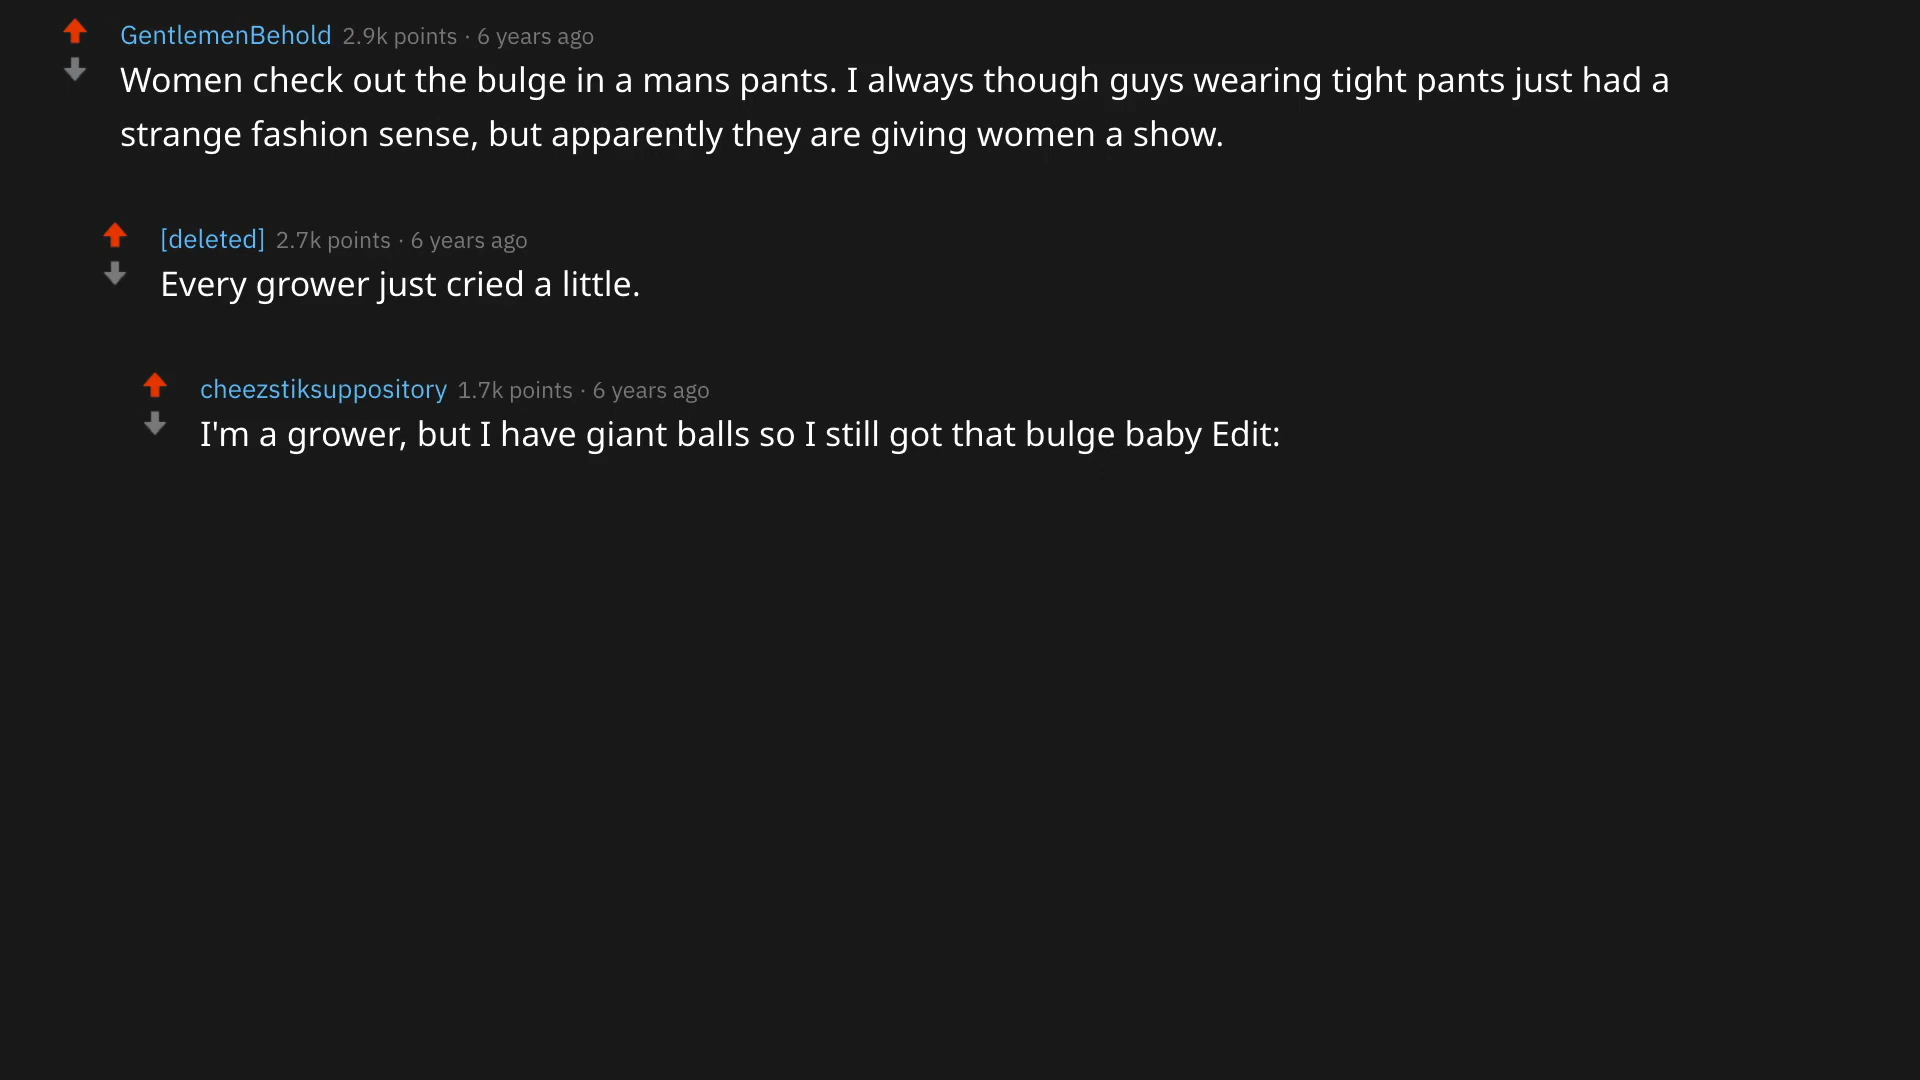 GentlemenBehold 2.9k points · 6 years ago
Women check out the bulge in a mans pants. I always though guys wearing tight pants just had a
strange fashion sense, but apparently they are giving women a show.
[deleted] 2.7k points · 6 years ago
Every grower just cried a little.
cheezstiksuppository 1.7k points · 6 years ago
I'm a grower, but I have giant balls so I still got that bulge baby Edit: